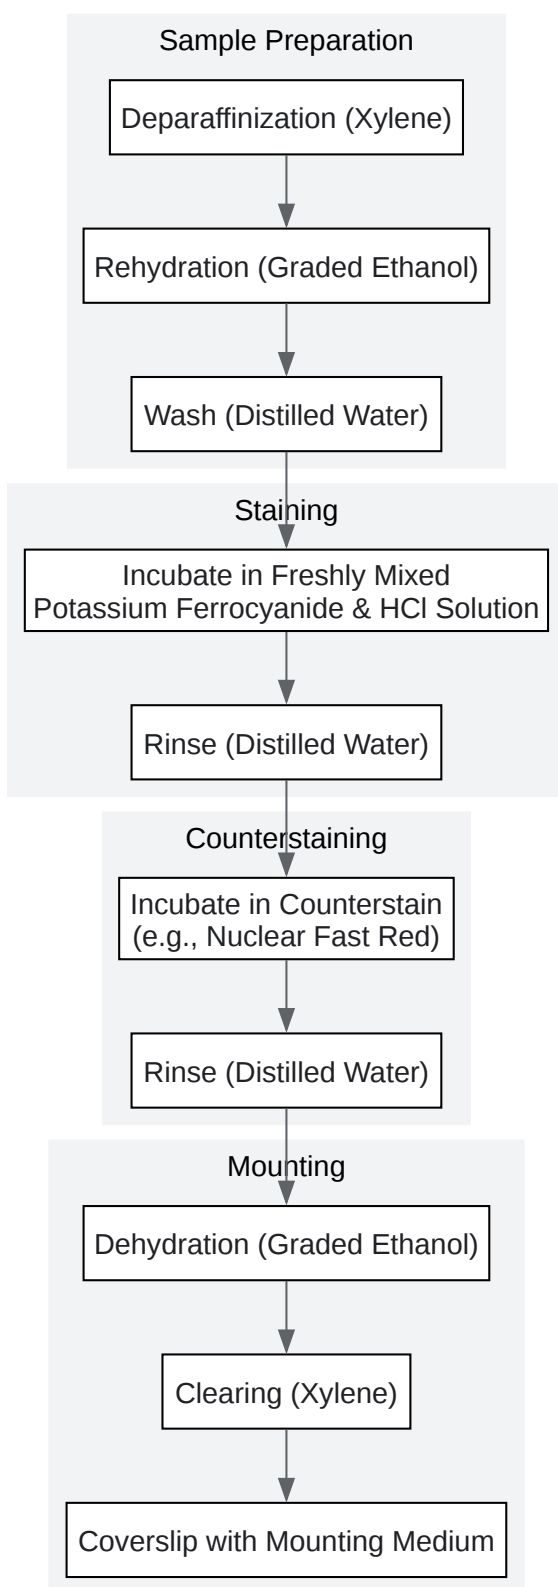 Sample Preparation
Deparaffinization (Xylene)
Rehydration (Graded Ethanol)
Wash (Distilled Water)
Staining
Incubate in Freshly Mixed
Potassium Ferrocyanide & HCl Solution
Rinse (Distilled Water)
Counterstaining
Incubate in Counterstain
(e.g., Nuclear Fast Red)
Rinse (Distilled Water)
Mounting
Dehydration (Graded Ethanol)
Clearing (Xylene)
Coverslip with Mounting Medium